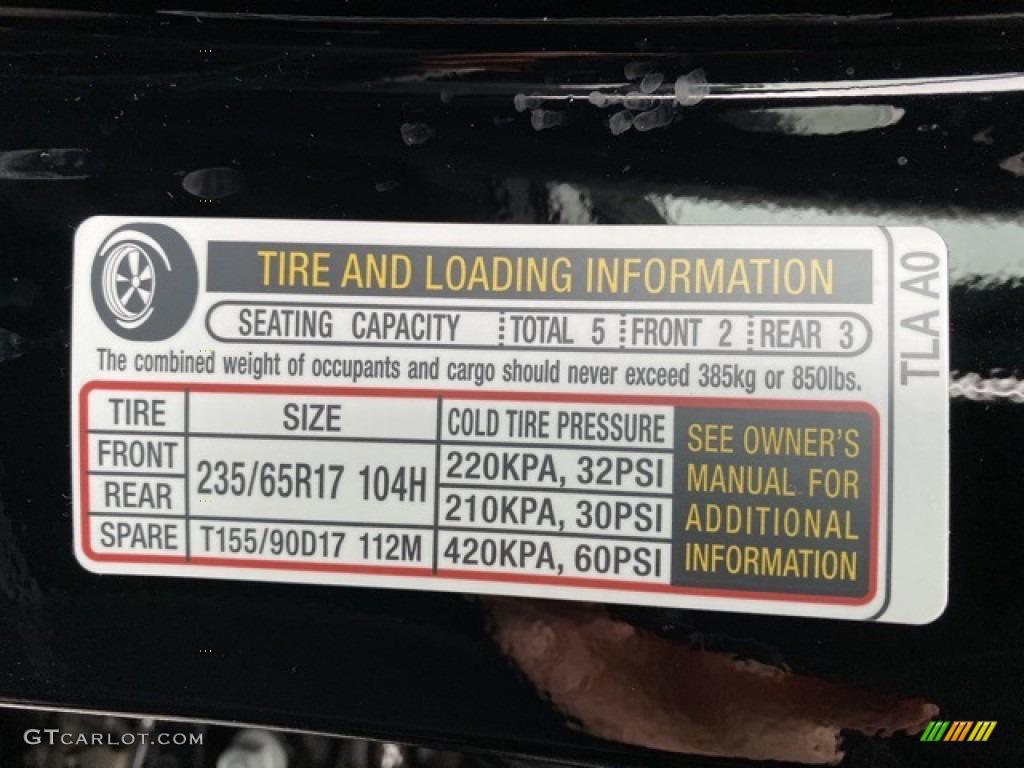 TIRE AND LOADING INFORMATION
SEATING CAPACITY TOTAL 5 FRONT 2 REAR 3
The combined weight of occupants and cargo should never exceed 385kg or 850lbs.
TIRE SIZE COLD TIRE PRESSURE
FRONT 235/65R17 104H 220KPA, 32PSI
REAR 210KPA, 30PSI
SPARE T155/90D17 112M 420KPA, 60PSI
SEE OWNER'S
MANUAL FOR
ADDITIONAL
INFORMATION
TLA A0
GTCARLOT.COM